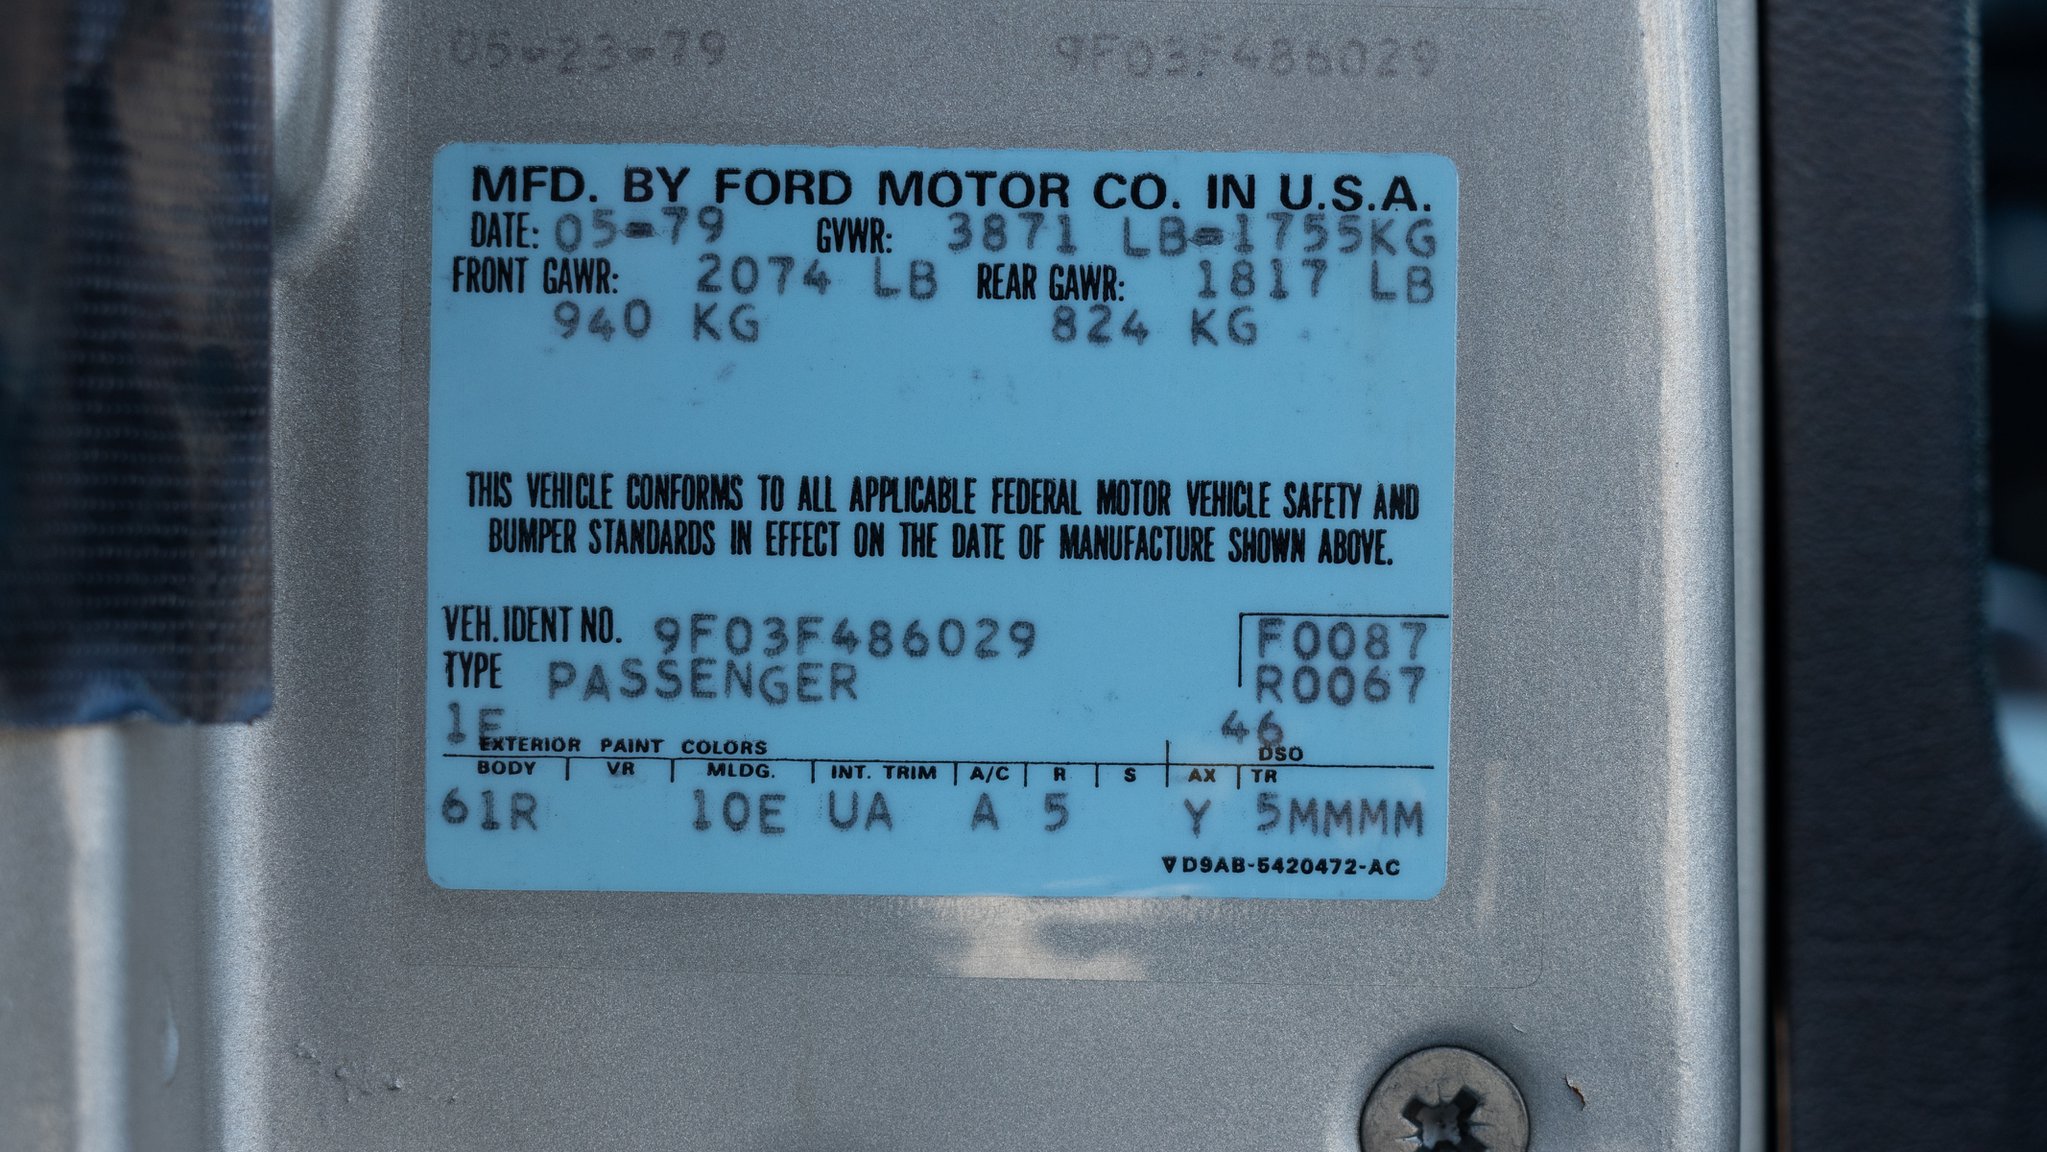 05-23-79 9F03F486029
MFD. BY FORD MOTOR CO. IN U.S.A.
DATE: 05-79 GVWR: 3871 LB-1755KG
FRONT GAWR: 2074 LB REAR GAWR: 1817 LB
940 KG 824 KG
THIS VEHICLE CONFORMS TO ALL APPLICABLE FEDERAL MOTOR VEHICLE SAFETY AND
BUMPER STANDARDS IN EFFECT ON THE DATE OF MANUFACTURE SHOWN ABOVE.
VEH. IDENT NO. 9F03F486029 F0087
TYPE PASSENGER R0067
1E 46
EXTERIOR PAINT COLORS DSO
BODY VR MLDG. INT. TRIM A/C R S AX TR
61R 10E UA A 5 Y 5MMMM
D9AB-5420472-AC